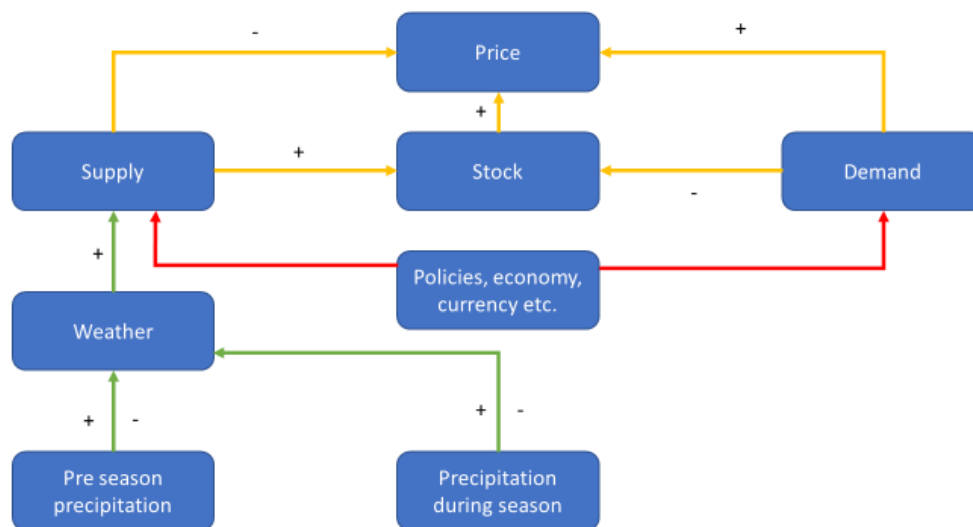 -
+
Price
+
Supply
+
Stock
-
Demand
+
Policies, economy,
currency etc.
Weather
+
-
+
-
Pre season
precipitation
Precipitation
during season